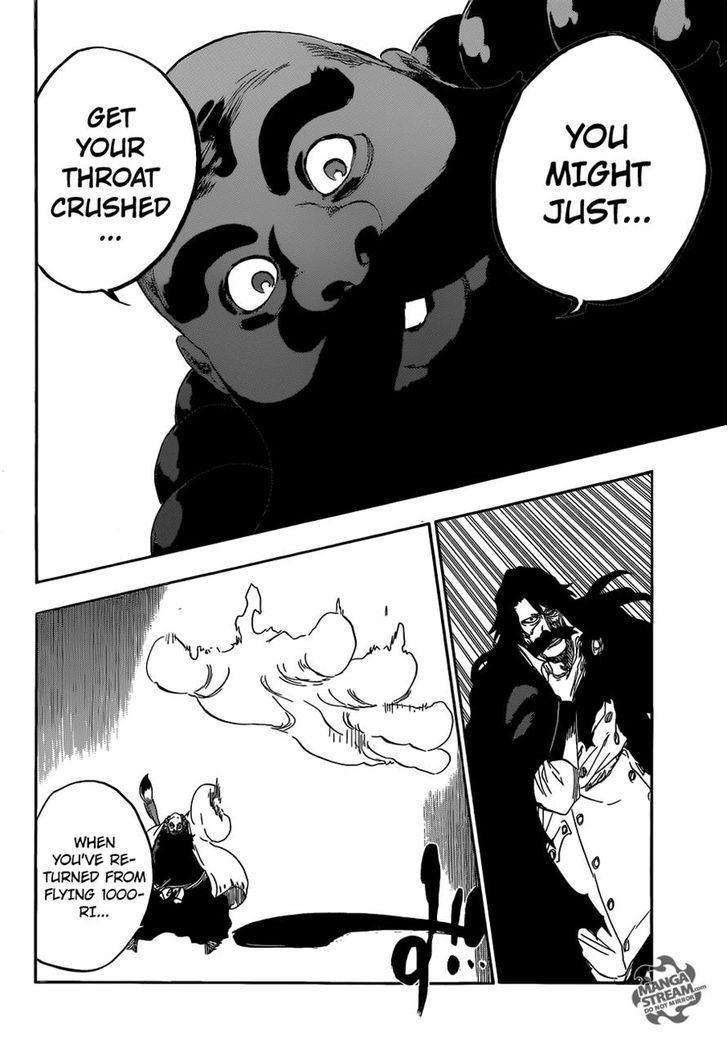 YOU
MIGHT
JUST...
GET
YOUR
THROAT
CRUSHED
...
WHEN
YOU'VE RE-
TURNED FROM
FLYING 1000-
RI...
MANGA
STREAM.com
DO NOT MIRROR